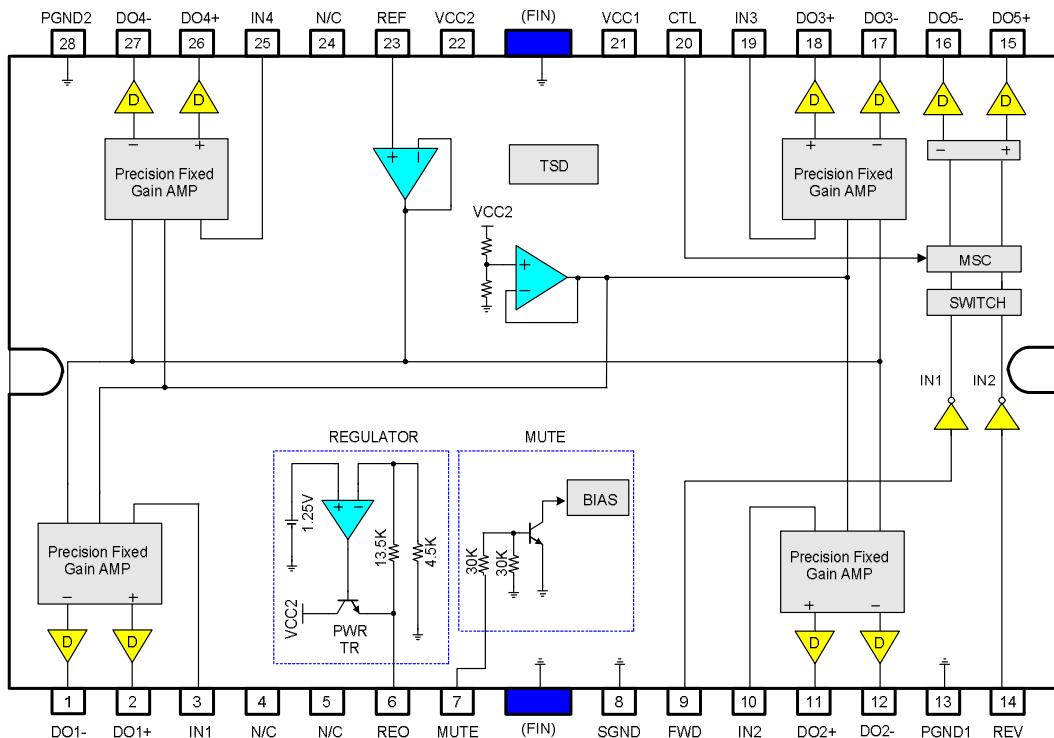 PGND2 DO4- DO4+ IN4 N/C REF VCC2 (FIN) VCC1 CTL IN3 DO3+ DO3- DO5- DO5+
28 27 26 25 24 23 22 21 20 19 18 17 16 15
D D D D D D
− + + − + − − +
Precision Fixed
Gain AMP
TSD
Precision Fixed
Gain AMP
VCC2
+
−
MSC
SWITCH
IN1 IN2
REGULATOR MUTE
+ −
1.25V
13.5K
4.5K
VCC2
PWR
TR
30K
30K
BIAS
Precision Fixed
Gain AMP
− +
Precision Fixed
Gain AMP
+ −
D D D D
1 2 3 4 5 6 7 8 9 10 11 12 13 14
DO1- DO1+ IN1 N/C N/C REO MUTE (FIN) SGND FWD IN2 DO2+ DO2- PGND1 REV